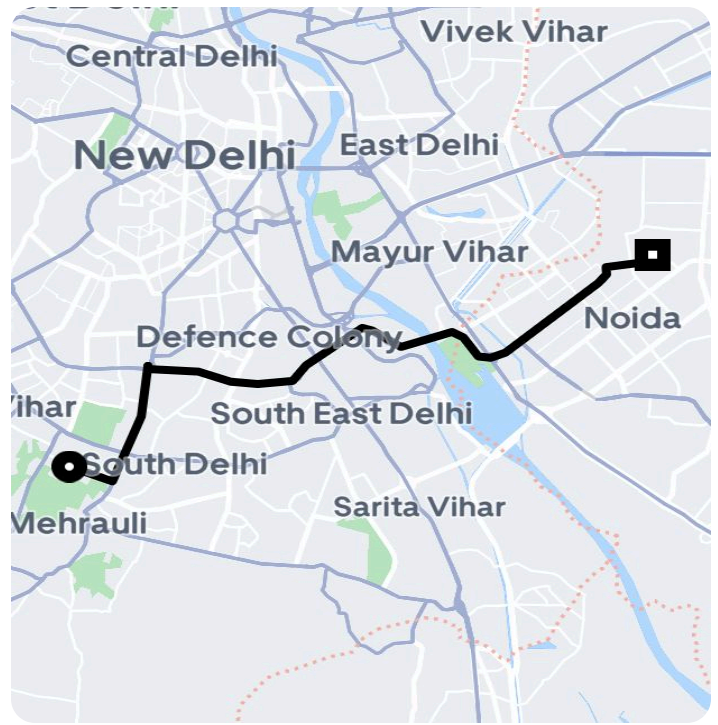 Central Delhi
Vivek Vihar
New Delhi
East Delhi
Mayur Vihar
Noida
Defence Colony
South East Delhi
South Delhi
Sarita Vihar
Mehrauli